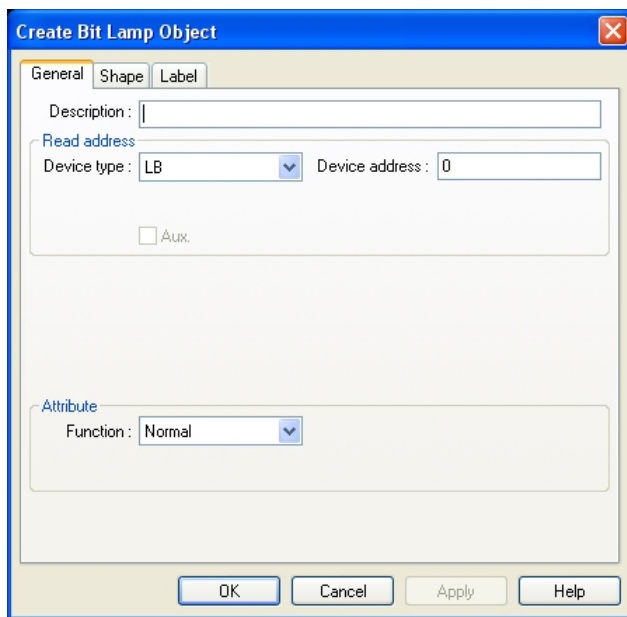 Create Bit Lamp Object
General Shape Label
Description :
Read address
Device type : LB Device address : 0
Aux.
Attribute
Function : Normal
OK Cancel Apply Help